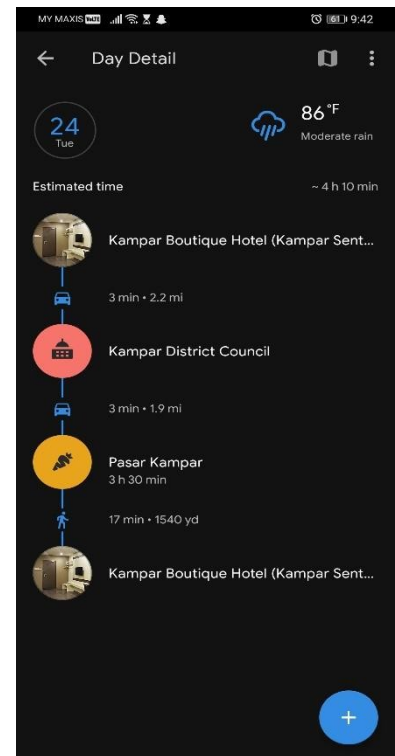 MY MAXIS VoLTE 61 9:42
Day Detail
24
Tue
86 °F
Moderate rain
Estimated time ~ 4 h 10 min
Kampar Boutique Hotel (Kampar Sent...
3 min • 2.2 mi
Kampar District Council
3 min • 1.9 mi
Pasar Kampar
3 h 30 min
17 min • 1540 yd
Kampar Boutique Hotel (Kampar Sent...
+